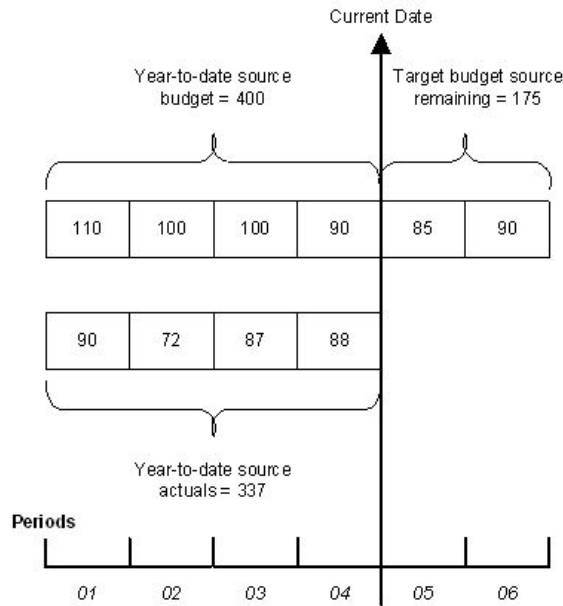 Current Date
Year-to-date source
budget = 400
Target budget source
remaining = 175
110 100 100 90 85 90
90 72 87 88
Year-to-date source
actuals = 337
Periods
01 02 03 04 05 06